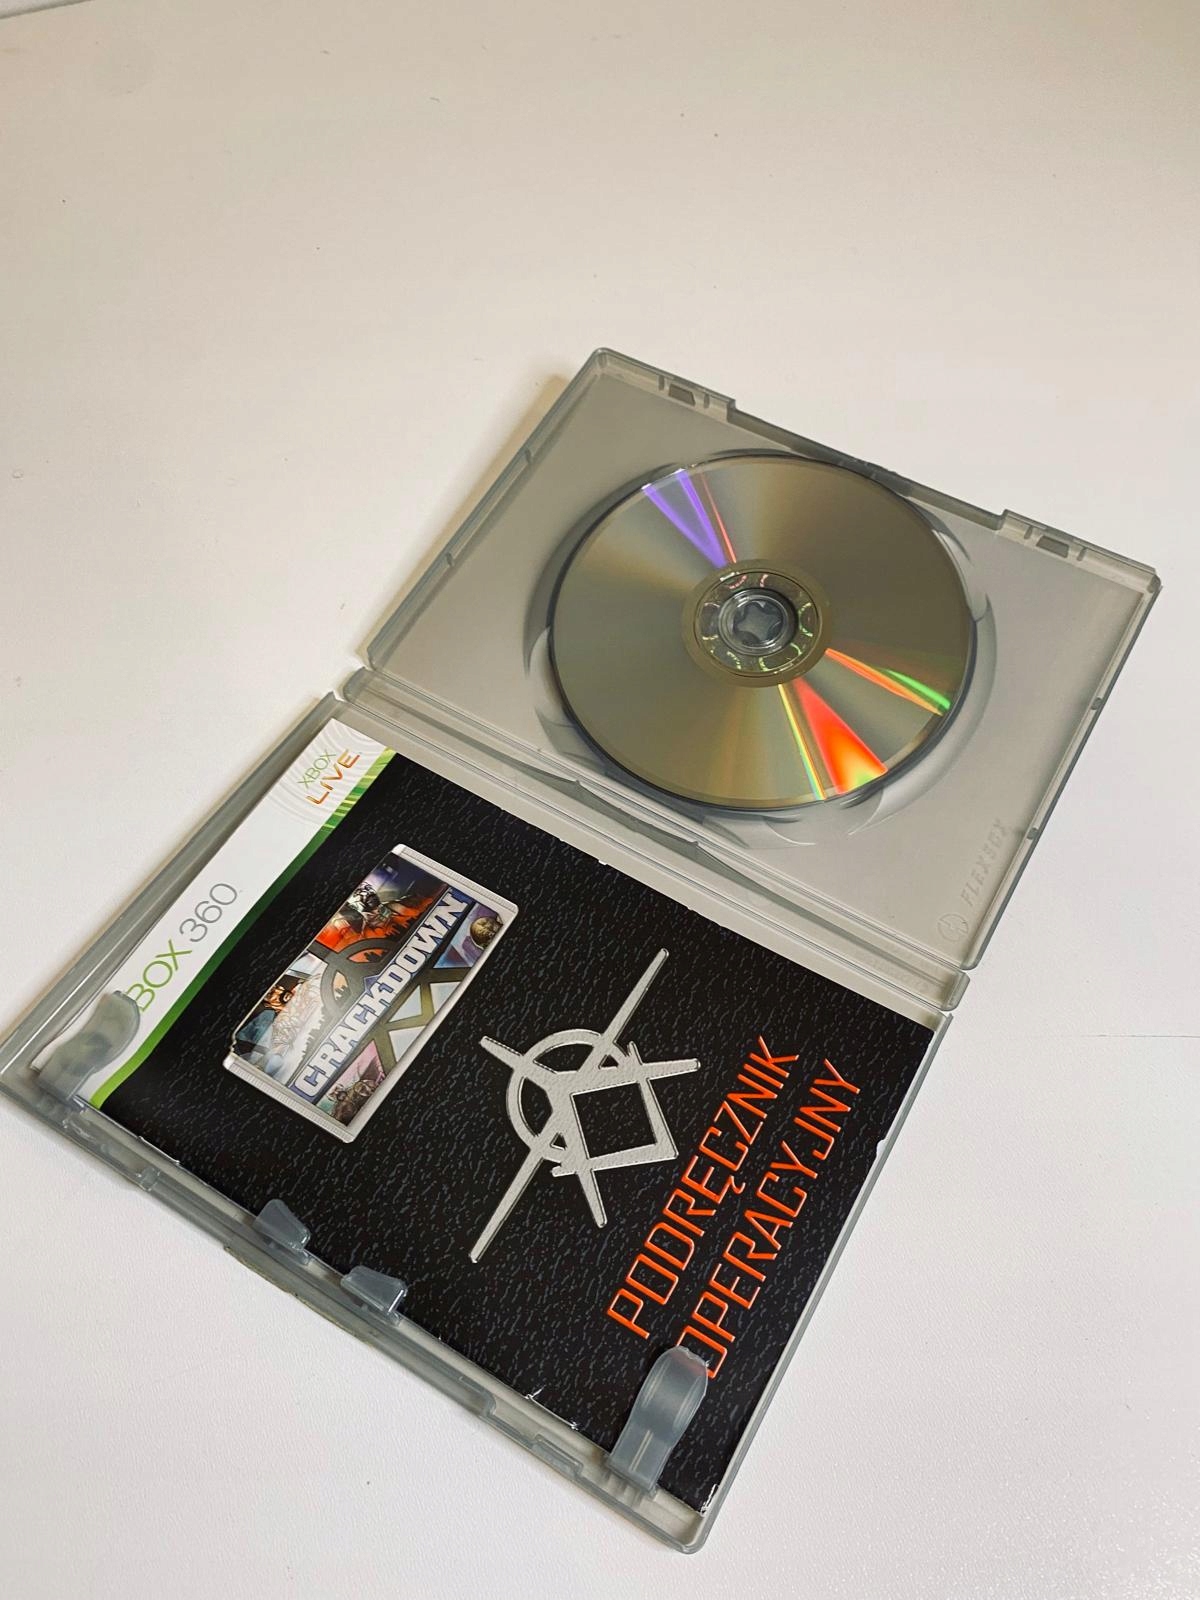 XBOX
LIVE
XBOX 360
CRACKDOWN
PODRĘCZNIK
OPERACYJNY
FLEXBOX